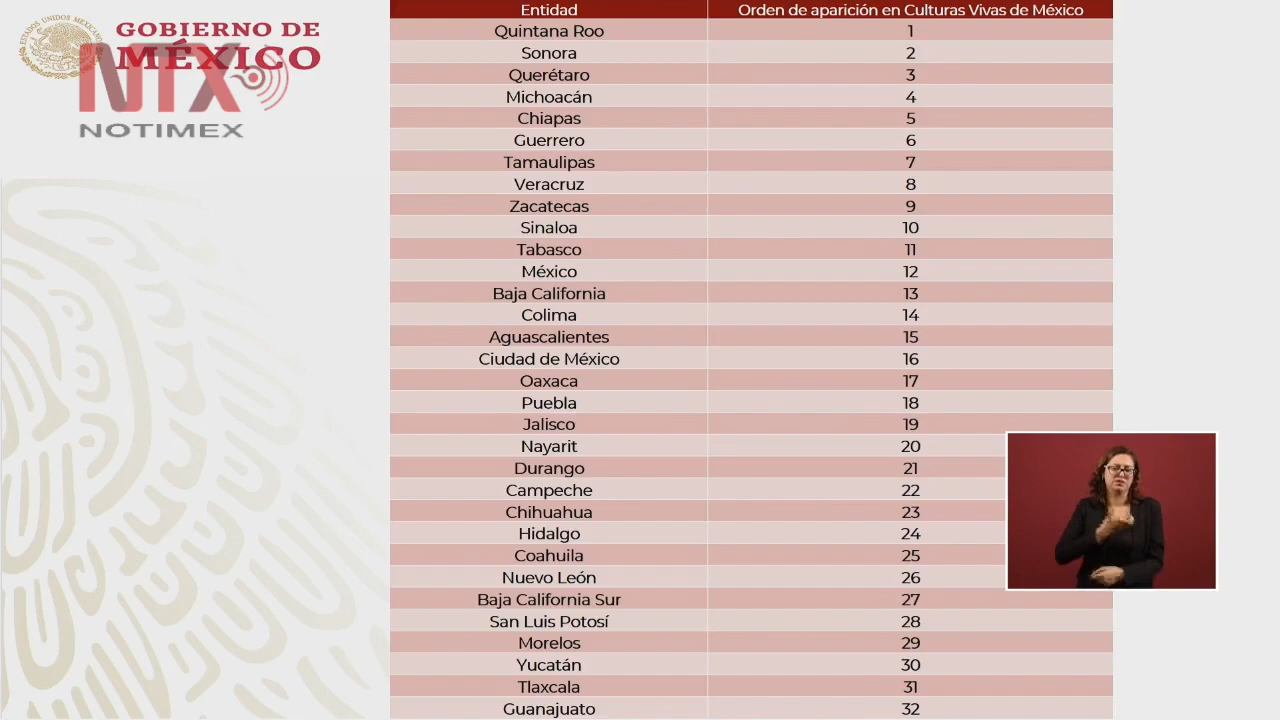 GOBIERNO DE
MÉXICO
NTX
NOTIMEX
Entidad Orden de aparición en Culturas Vivas de México
Quintana Roo 1
Sonora 2
Querétaro 3
Michoacán 4
Chiapas 5
Guerrero 6
Tamaulipas 7
Veracruz 8
Zacatecas 9
Sinaloa 10
Tabasco 11
México 12
Baja California 13
Colima 14
Aguascalientes 15
Ciudad de México 16
Oaxaca 17
Puebla 18
Jalisco 19
Nayarit 20
Durango 21
Campeche 22
Chihuahua 23
Hidalgo 24
Coahuila 25
Nuevo León 26
Baja California Sur 27
San Luis Potosí 28
Morelos 29
Yucatán 30
Tlaxcala 31
Guanajuato 32